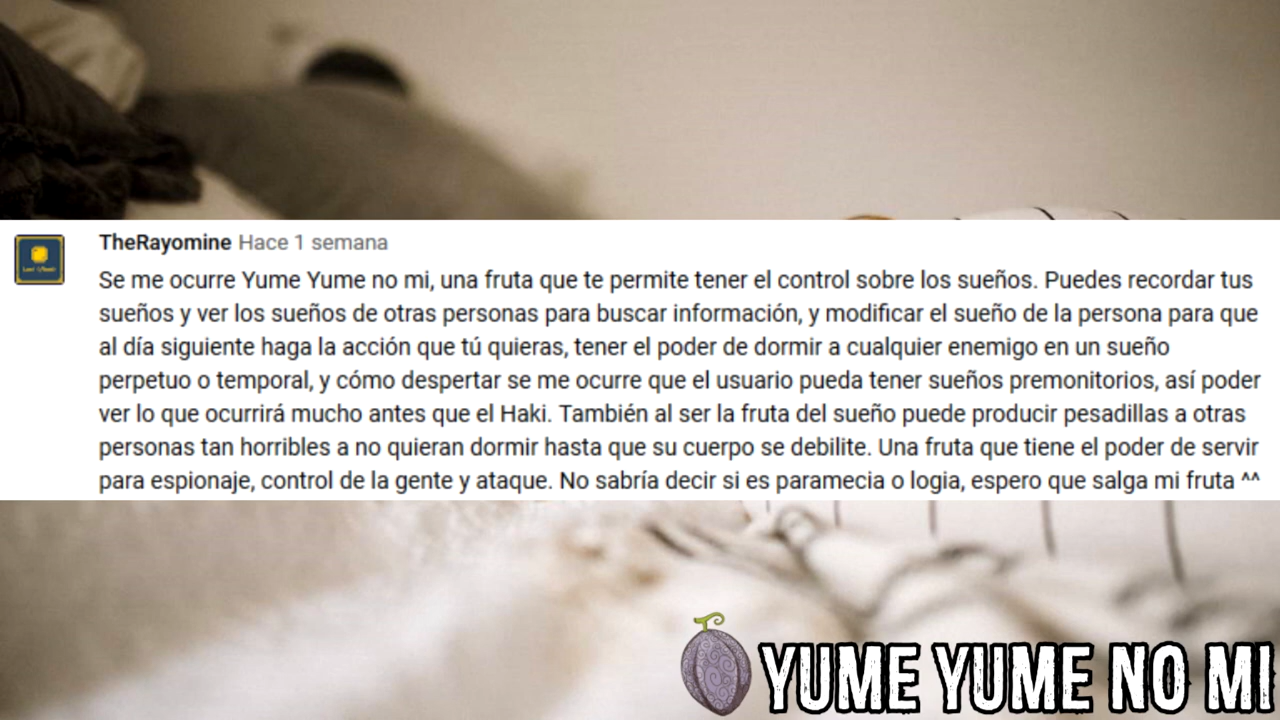 TheRayomine Hace 1 semana
Se me ocurre Yume Yume no mi, una fruta que te permite tener el control sobre los sueños. Puedes recordar tus
sueños y ver los sueños de otras personas para buscar información, y modificar el sueño de la persona para que
al día siguiente haga la acción que tú quieras, tener el poder de dormir a cualquier enemigo en un sueño
perpetuo o temporal, y cómo despertar se me ocurre que el usuario pueda tener sueños premonitorios, así poder
ver lo que ocurrirá mucho antes que el Haki. También al ser la fruta del sueño puede producir pesadillas a otras
personas tan horribles a no quieran dormir hasta que su cuerpo se debilite. Una fruta que tiene el poder de servir
para espionaje, control de la gente y ataque. No sabría decir si es paramecia o logia, espero que salga mi fruta ^^
YUME YUME NO MI